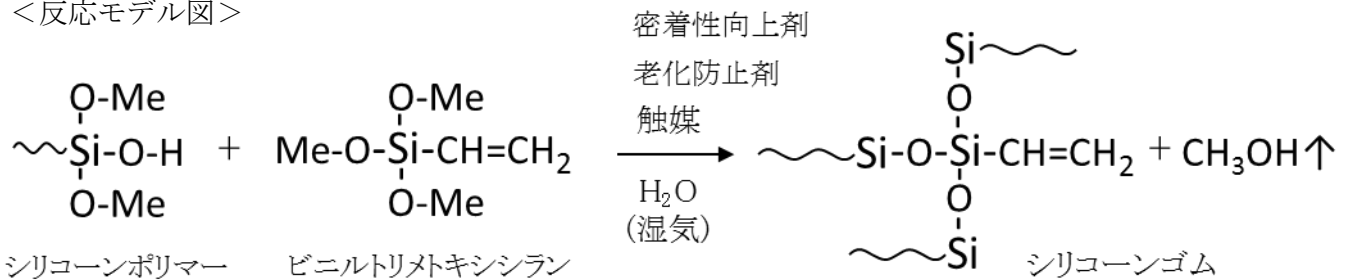 ＜反応モデル図＞
密着性向上剤
老化防止剤
触媒
H₂O
(湿気)
O-Me
Si-O-H
O-Me
+
O-Me
Me-O-Si-CH=CH₂
O-Me
Si
O
Si-O-Si-CH=CH₂ + CH₃OH↑
O
Si
シリコーンポリマー
ビニルトリメトキシシラン
シリコーンゴム